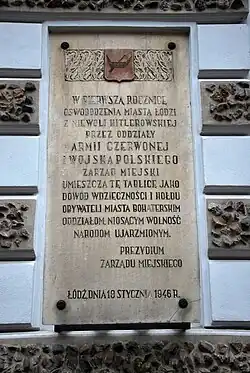 W PIERWSZĄ ROCZNICĘ
OSWOBODZENIA MIASTA ŁODZI
Z NIEWOLI HITLEROWSKIEJ
PRZEZ ODDZIAŁY
ARMII CZERWONEJ
I WOJSKA POLSKIEGO
ZARZĄD MIEJSKI
UMIESZCZA TĘ TABLICĘ JAKO
DOWÓD WDZIĘCZNOŚCI I HOŁDU
OBYWATELI MIASTA BOHATERSKIM
ODDZIAŁOM, NIOSĄCYM WOLNOŚĆ
NARODOM UJARZMIONYM.
PREZYDIUM
ZARZĄDU MIEJSKIEGO
ŁÓDŹ, DNIA 19 STYCZNIA 1946 R.